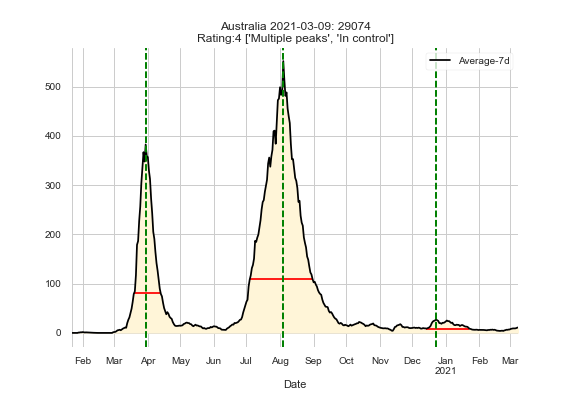 Australia 2021-03-09: 29074
Rating:4 ['Multiple peaks', 'In control']
Average-7d
500
400
300
200
100
0
Feb Mar Apr May Jun Jul Aug Sep Oct Nov Dec Jan Feb Mar
2021
Date